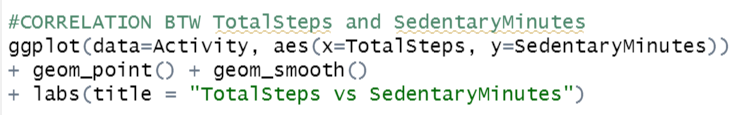 #CORRELATION BTW TotalSteps and SedentaryMinutes
ggplot(data=Activity, aes(x=TotalSteps, y=SedentaryMinutes))
+ geom_point() + geom_smooth()
+ labs(title = "TotalSteps vs SedentaryMinutes")